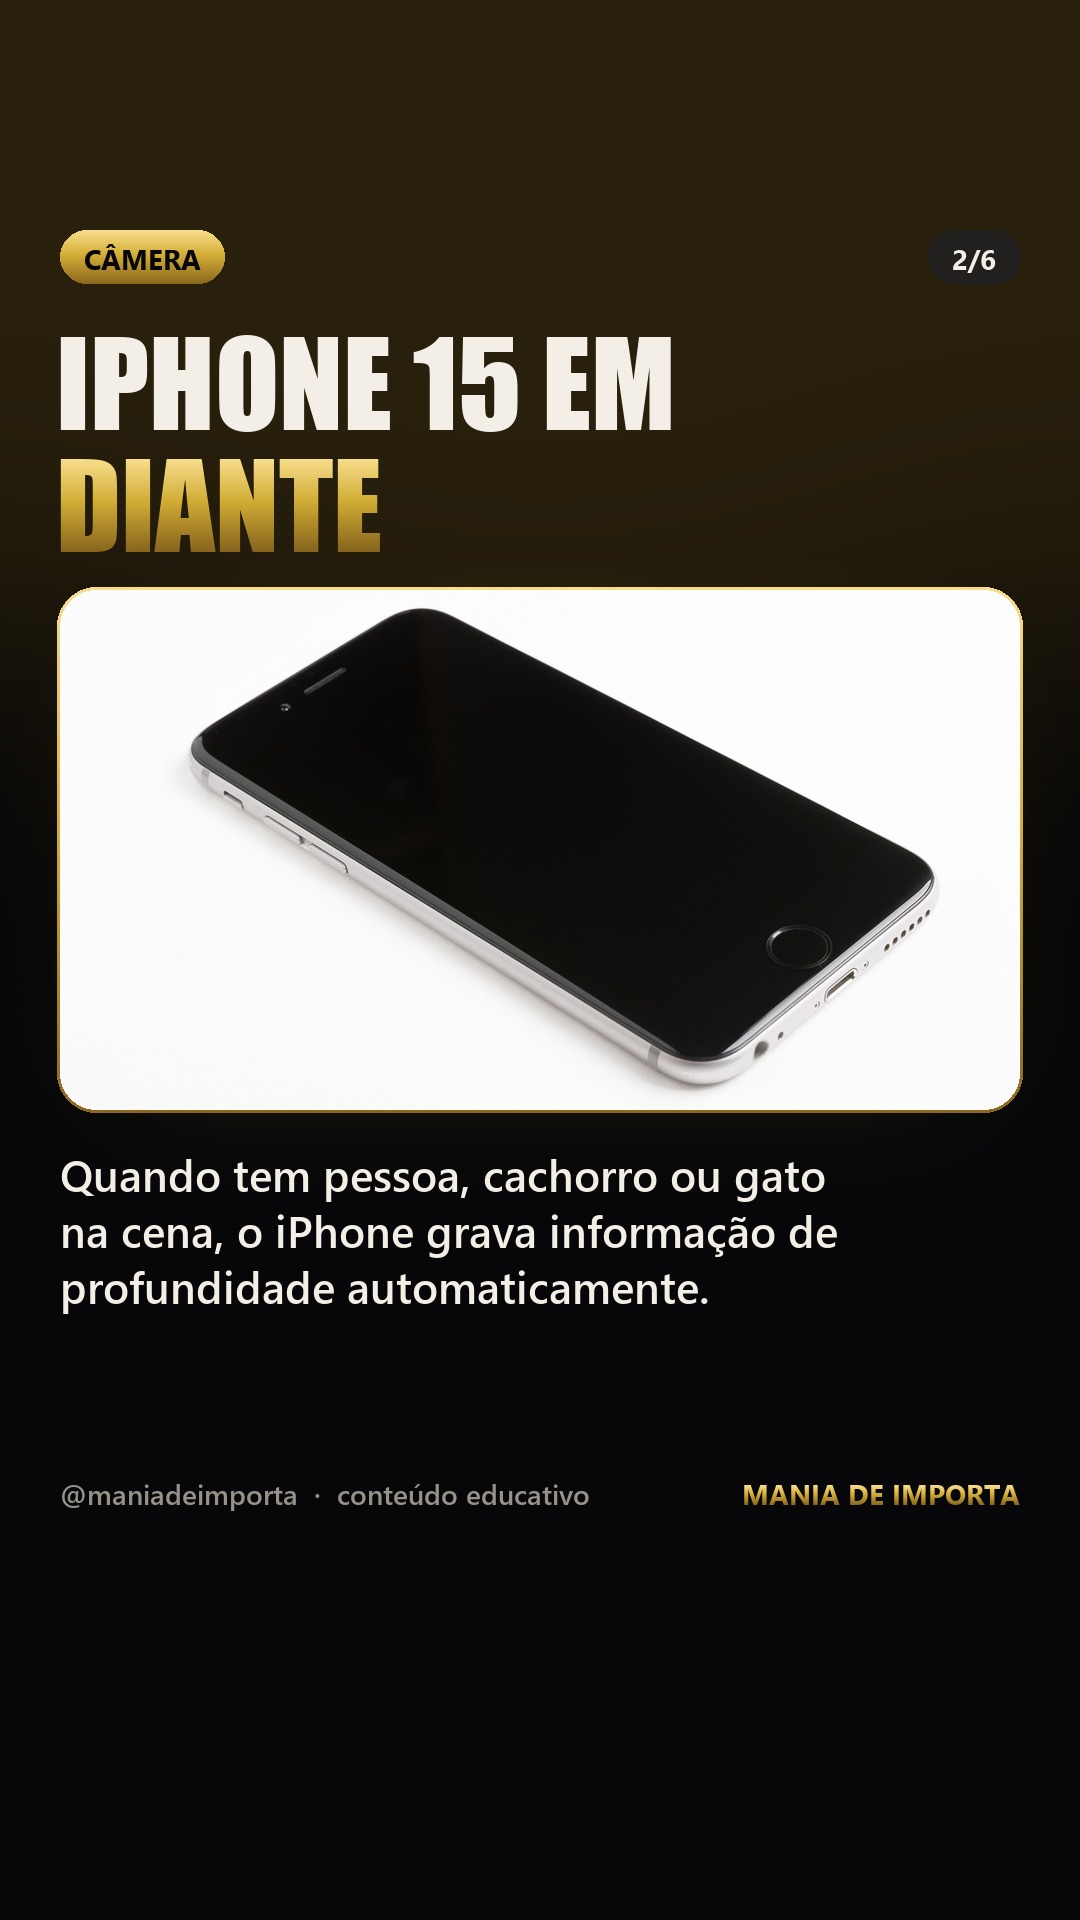 CÂMERA
2/6
IPHONE 15 EM
DIANTE
Quando tem pessoa, cachorro ou gato
na cena, o iPhone grava informação de
profundidade automaticamente.
@maniadeimporta · conteúdo educativo
MANIA DE IMPORTA